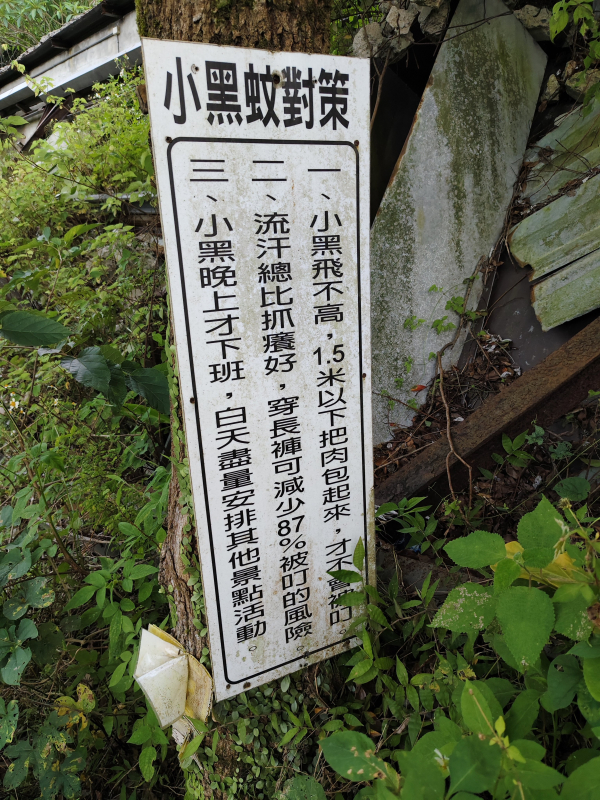 小黑蚊對策
一、小黑飛不高，1.5米以下把肉包起來，才不會被叮。
二、流汗總比抓癢好，穿長褲可減少87%被叮的風險。
三、小黑晚上才下班，白天盡量安排其他景點活動。